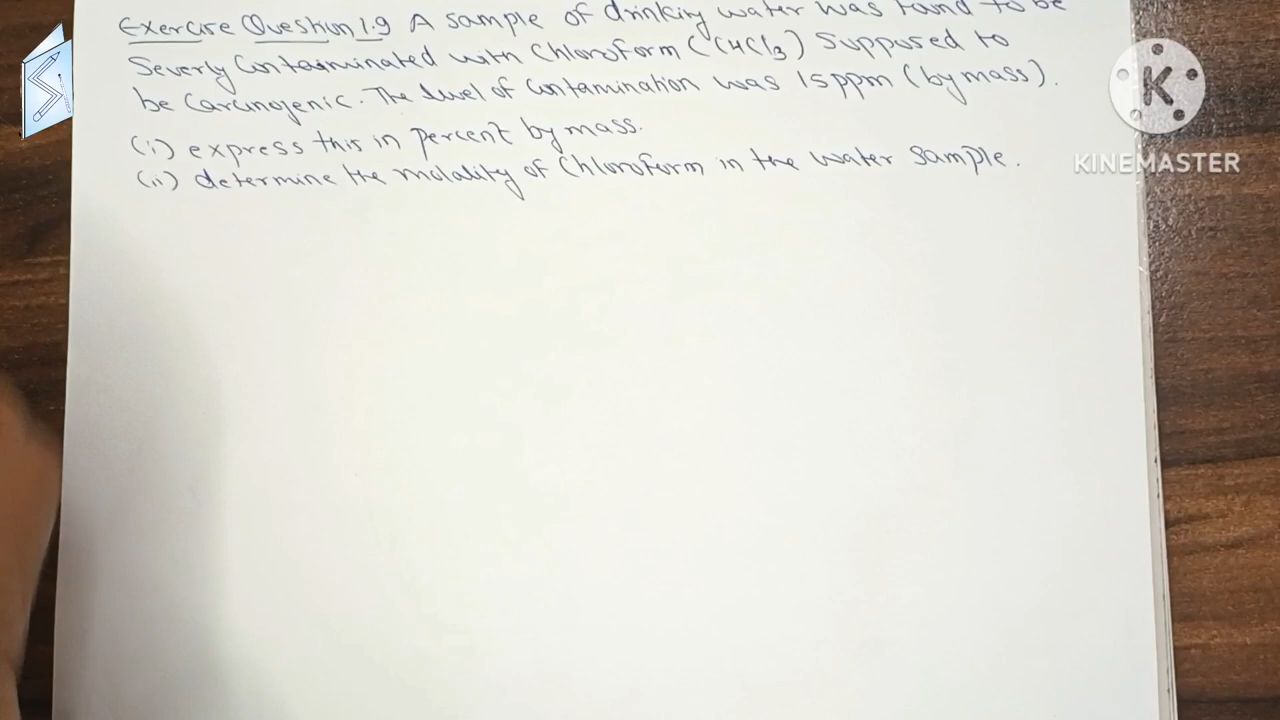 Exercise Question 1.9 A sample of drinking water was found to be
Severly Contaminated with Chloroform (CHCl3) Supposed to
be Carcinogenic. The level of Contamination was 15 ppm (by mass).
(i) express this in percent by mass.
(ii) determine the molality of Chloroform in the water sample.
K
KINEMASTER